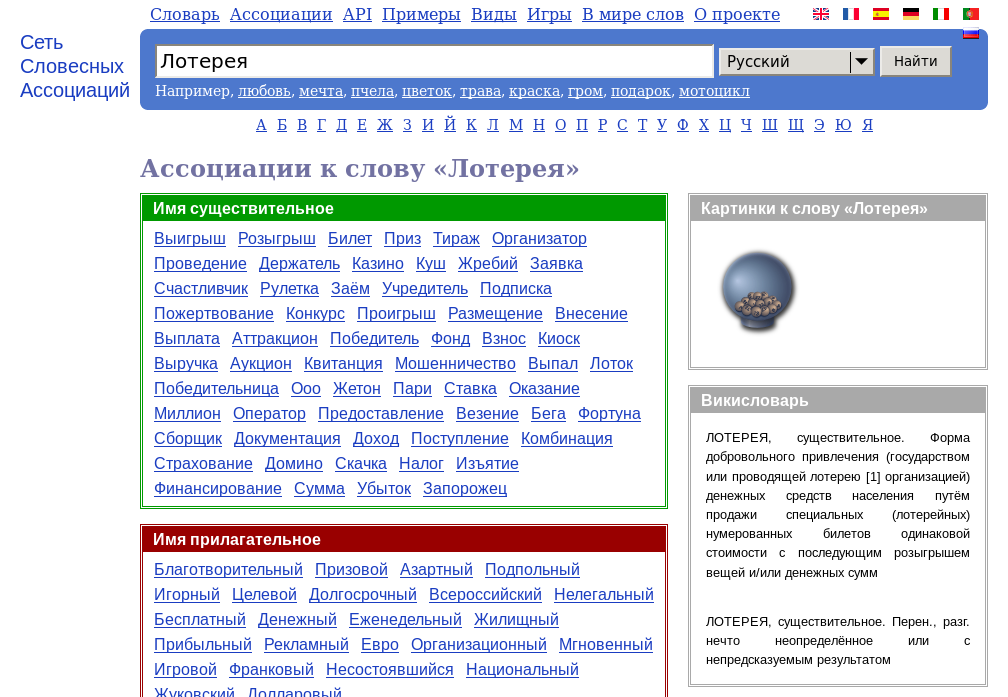 Словарь Ассоциации API Примеры Виды Игры В мире слов О проекте
Сеть
Словесных
Ассоциаций
Лотерея
Русский
Найти
Например, любовь, мечта, пчела, цветок, трава, краска, гром, подарок, мотоцикл
А Б В Г Д Е Ж З И Й К Л М Н О П Р С Т У Ф Х Ц Ч Ш Щ Э Ю Я
Ассоциации к слову «Лотерея»
Имя существительное
Выигрыш Розыгрыш Билет Приз Тираж Организатор
Проведение Держатель Казино Куш Жребий Заявка
Счастливчик Рулетка Заём Учредитель Подписка
Пожертвование Конкурс Проигрыш Размещение Внесение
Выплата Аттракцион Победитель Фонд Взнос Киоск
Выручка Аукцион Квитанция Мошенничество Выпал Лоток
Победительница Ооо Жетон Пари Ставка Оказание
Миллион Оператор Предоставление Везение Бега Фортуна
Сборщик Документация Доход Поступление Комбинация
Страхование Домино Скачка Налог Изъятие
Финансирование Сумма Убыток Запорожец
Имя прилагательное
Благотворительный Призовой Азартный Подпольный
Игорный Целевой Долгосрочный Всероссийский Нелегальный
Бесплатный Денежный Еженедельный Жилищный
Прибыльный Рекламный Евро Организационный Мгновенный
Игровой Франковый Несостоявшийся Национальный
Жуковский Долларовый
Картинки к слову «Лотерея»
Викисловарь
ЛОТЕРЕЯ, существительное. Форма
добровольного привлечения (государством
или проводящей лотерею [1] организацией)
денежных средств населения путём
продажи специальных (лотерейных)
нумерованных билетов одинаковой
стоимости с последующим розыгрышем
вещей и/или денежных сумм
ЛОТЕРЕЯ, существительное. Перен., разг.
нечто неопределённое или с
непредсказуемым результатом